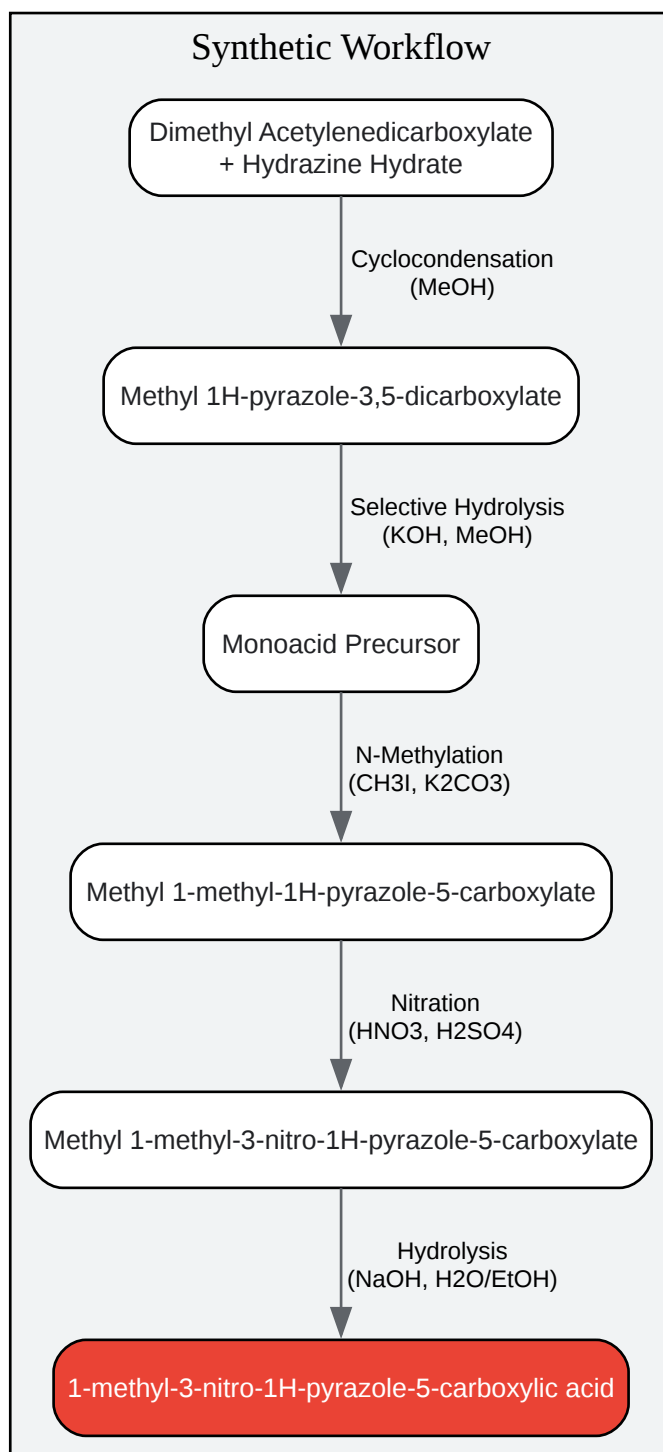 Synthetic Workflow
Dimethyl Acetylenedicarboxylate
+ Hydrazine Hydrate
Cyclocondensation
(MeOH)
Methyl 1H-pyrazole-3,5-dicarboxylate
Selective Hydrolysis
(KOH, MeOH)
Monoacid Precursor
N-Methylation
(CH3I, K2CO3)
Methyl 1-methyl-1H-pyrazole-5-carboxylate
Nitration
(HNO3, H2SO4)
Methyl 1-methyl-3-nitro-1H-pyrazole-5-carboxylate
Hydrolysis
(NaOH, H2O/EtOH)
1-methyl-3-nitro-1H-pyrazole-5-carboxylic acid